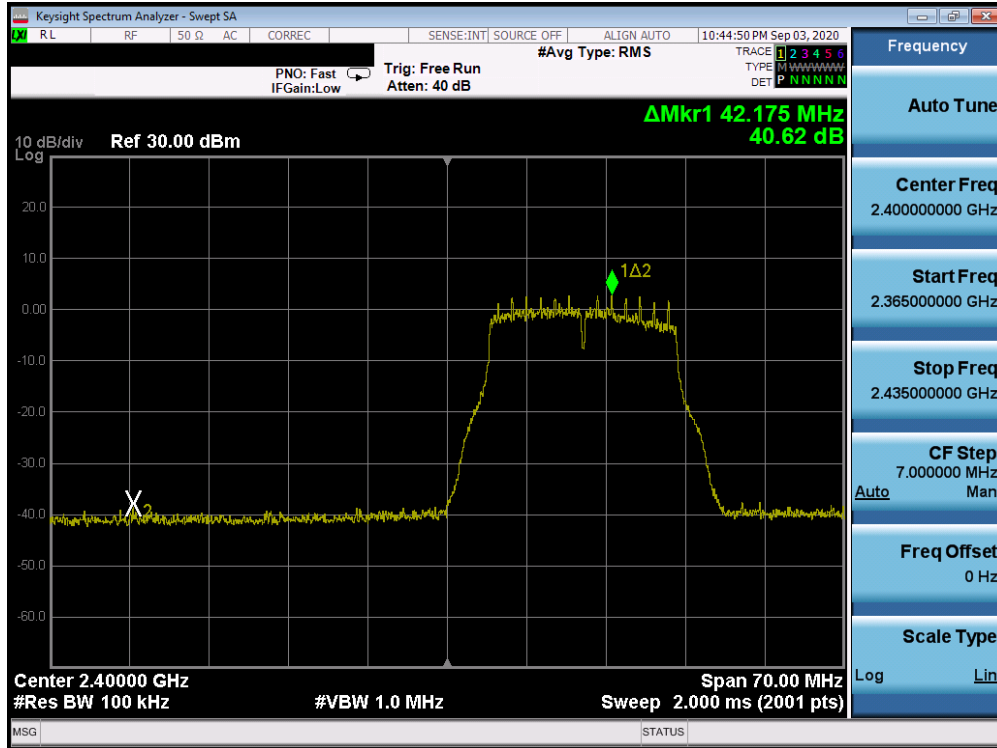 Keysight Spectrum Analyzer - Swept SA
LXI RL RF 50 Ω AC CORREC SENSE:INT SOURCE OFF ALIGN AUTO 10:44:50 PM Sep 03, 2020
#Avg Type: RMS
TRACE 1 2 3 4 5 6
PNO: Fast Trig: Free Run
TYPE M WWWWW
IFGain:Low Atten: 40 dB
DET P N N N N N
ΔMkr1 42.175 MHz
40.62 dB
10 dB/div Ref 30.00 dBm
Log
20.0
10.0
1Δ2
0.00
-10.0
-20.0
-30.0
X2
-40.0
-50.0
-60.0
Center 2.40000 GHz Span 70.00 MHz
#Res BW 100 kHz #VBW 1.0 MHz Sweep 2.000 ms (2001 pts)
MSG STATUS
Frequency
Auto Tune
Center Freq
2.400000000 GHz
Start Freq
2.365000000 GHz
Stop Freq
2.435000000 GHz
CF Step
7.000000 MHz
Auto Man
Freq Offset
0 Hz
Scale Type
Log Lin